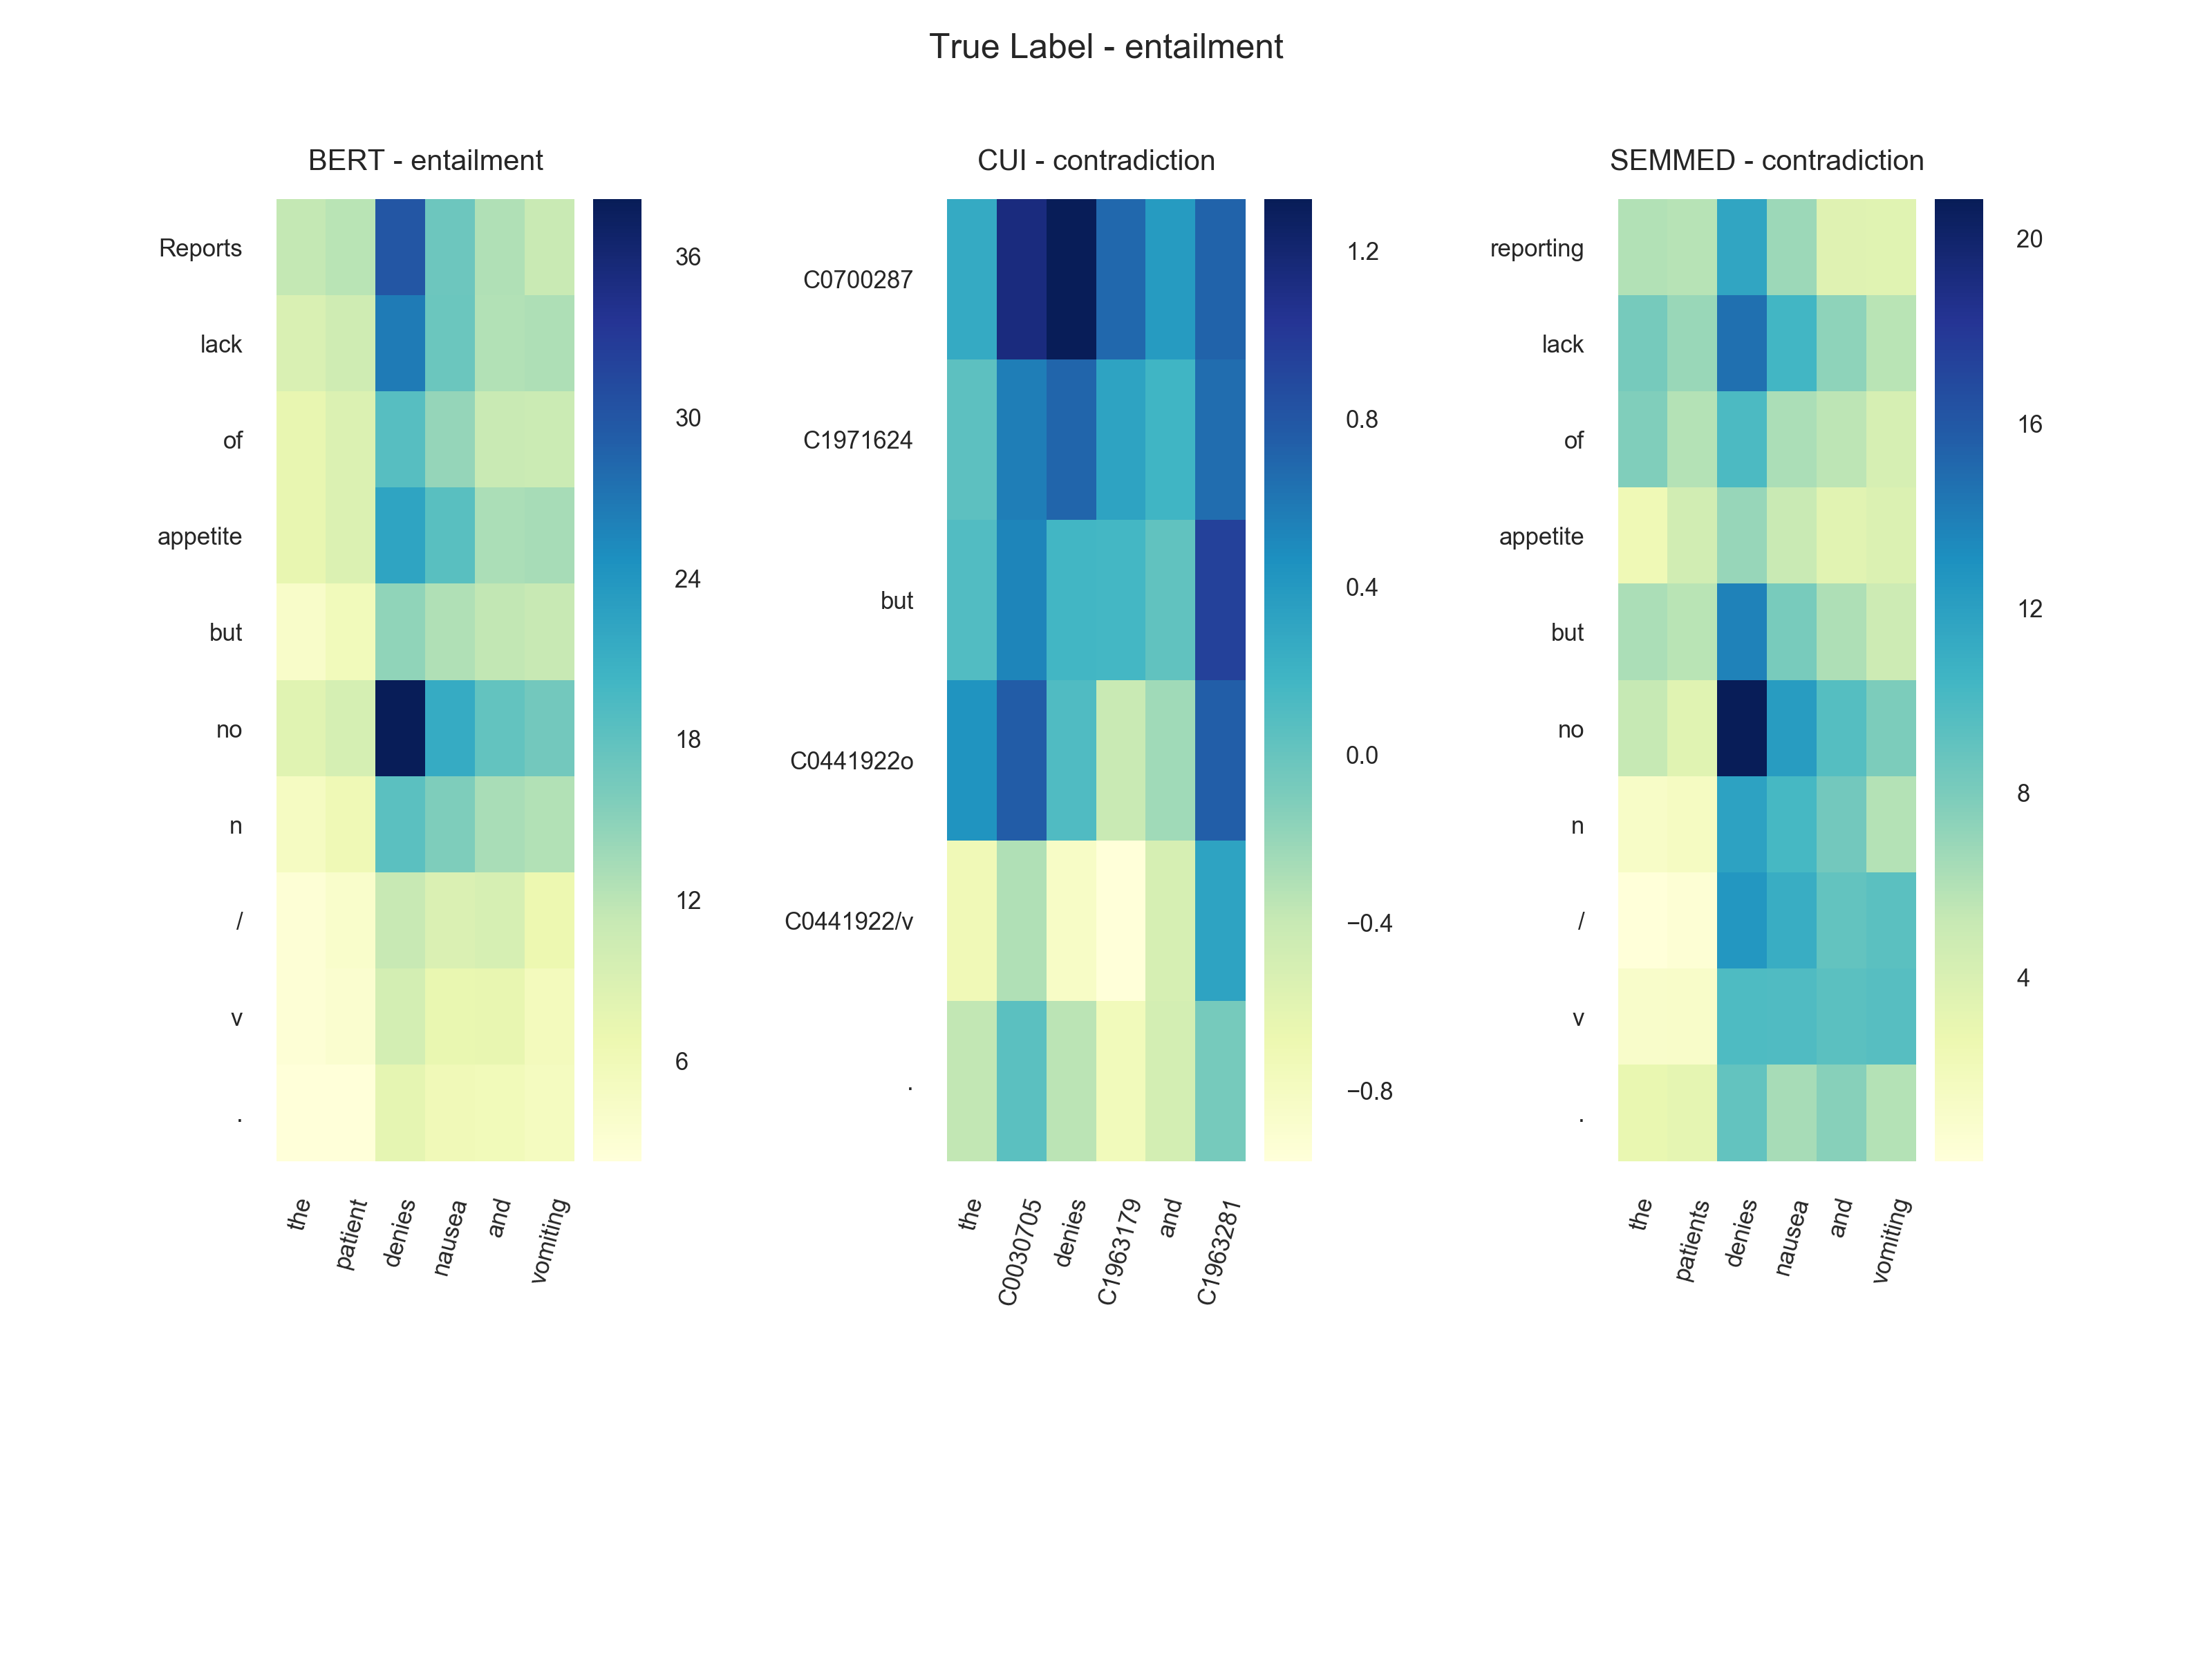 True Label - entailment
BERT - entailment
Reports
lack
of
appetite
but
no
n
/
v
.
the
patient
denies
nausea
and
vomiting
36
30
24
18
12
6
CUI - contradiction
C0700287
C1971624
but
C0441922o
C0441922/v
.
the
C0030705
denies
C1963179
and
C1963281
1.2
0.8
0.4
0.0
−0.4
−0.8
SEMMED - contradiction
reporting
lack
of
appetite
but
no
n
/
v
.
the
patients
denies
nausea
and
vomiting
20
16
12
8
4